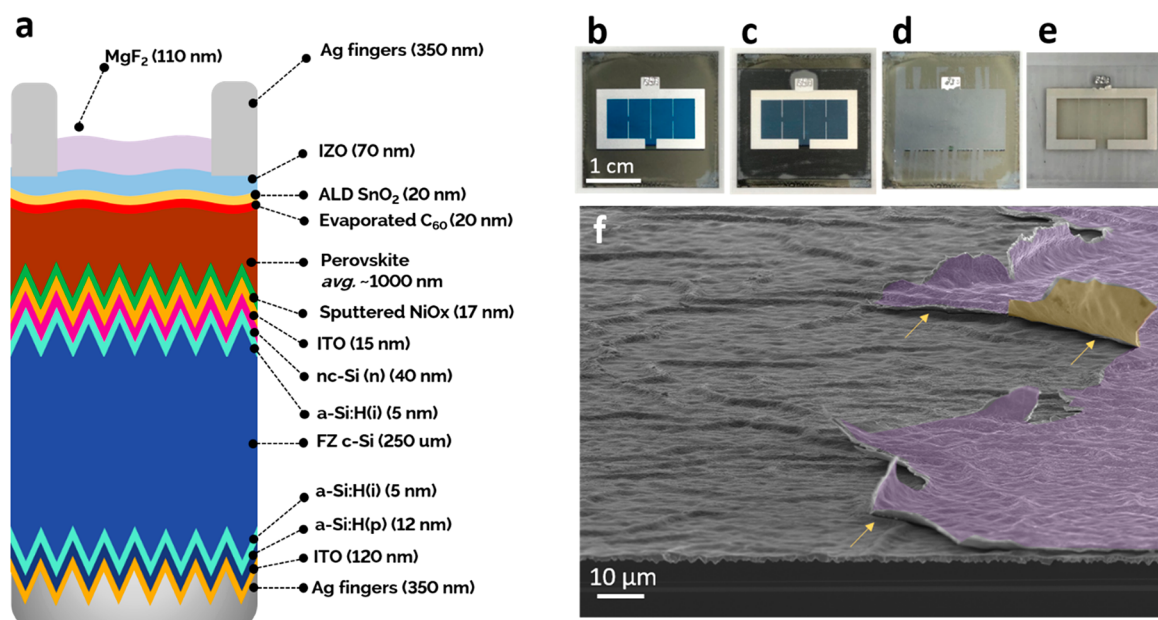 a
MgF₂ (110 nm)
Ag fingers (350 nm)
IZO (70 nm)
ALD SnO₂ (20 nm)
Evaporated C₆₀ (20 nm)
Perovskite
avg. ~1000 nm
Sputtered NiOx (17 nm)
ITO (15 nm)
nc-Si (n) (40 nm)
a-Si:H(i) (5 nm)
FZ c-Si (250 um)
a-Si:H(i) (5 nm)
a-Si:H(p) (12 nm)
ITO (120 nm)
Ag fingers (350 nm)
b
c
d
e
1 cm
f
10 µm